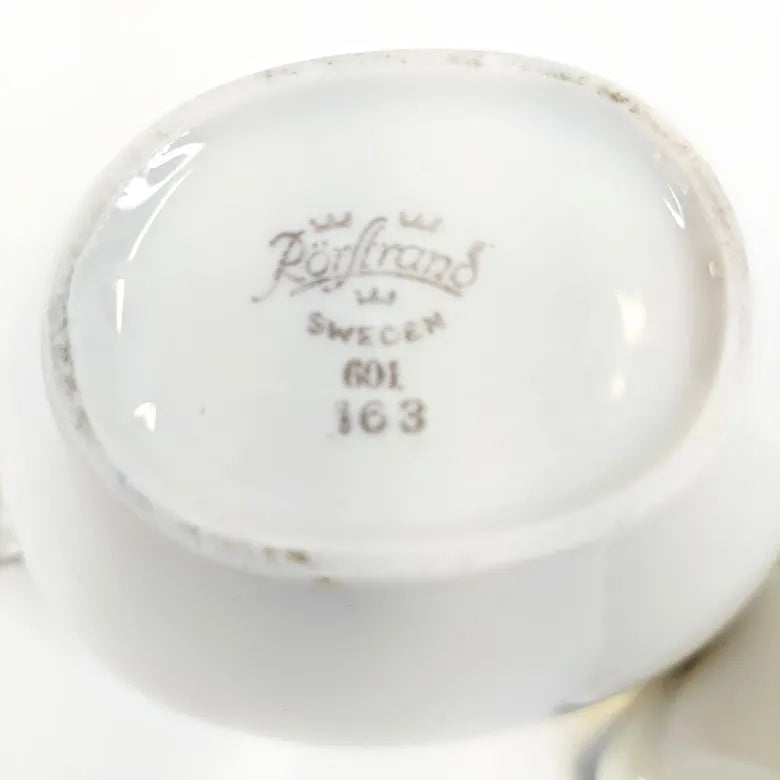 Rörstrand
SWEDEN
601
163